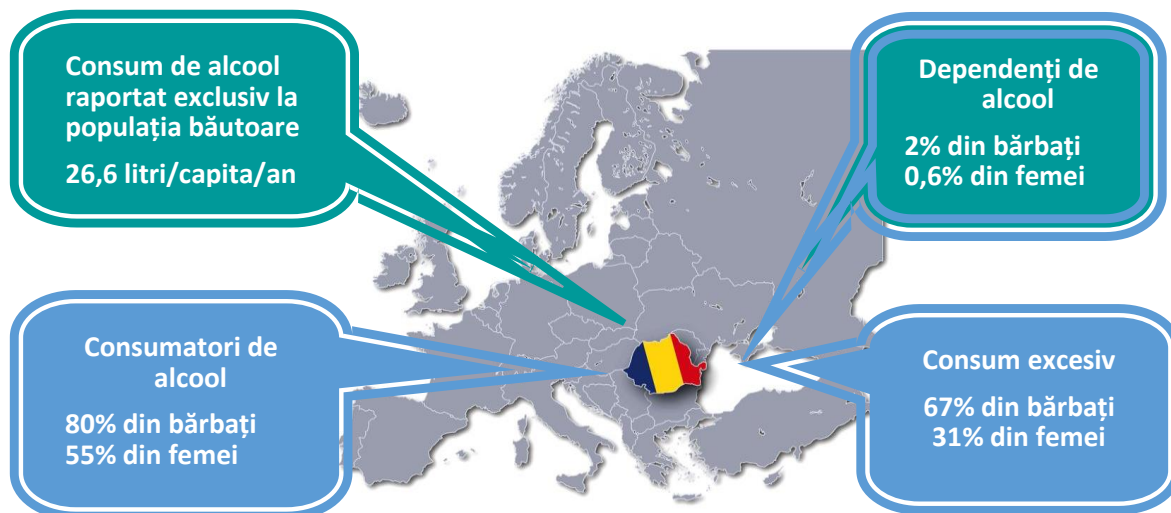 Consum de alcool
raportat exclusiv la
populația băutoare
26,6 litri/capita/an
Dependenți de
alcool
2% din bărbați
0,6% din femei
Consumatori de
alcool
80% din bărbați
55% din femei
Consum excesiv
67% din bărbați
31% din femei